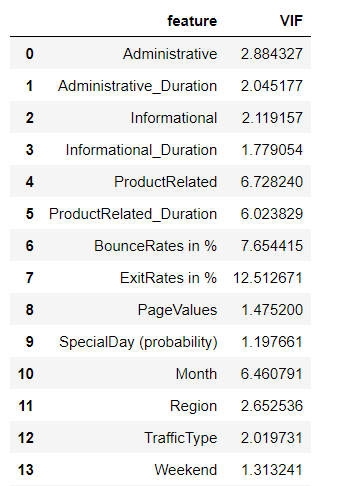 feature VIF
0 Administrative 2.884327
1 Administrative_Duration 2.045177
2 Informational 2.119157
3 Informational_Duration 1.779054
4 ProductRelated 6.728240
5 ProductRelated_Duration 6.023829
6 BounceRates in % 7.654415
7 ExitRates in % 12.512671
8 PageValues 1.475200
9 SpecialDay (probability) 1.197661
10 Month 6.460791
11 Region 2.652536
12 TrafficType 2.019731
13 Weekend 1.313241